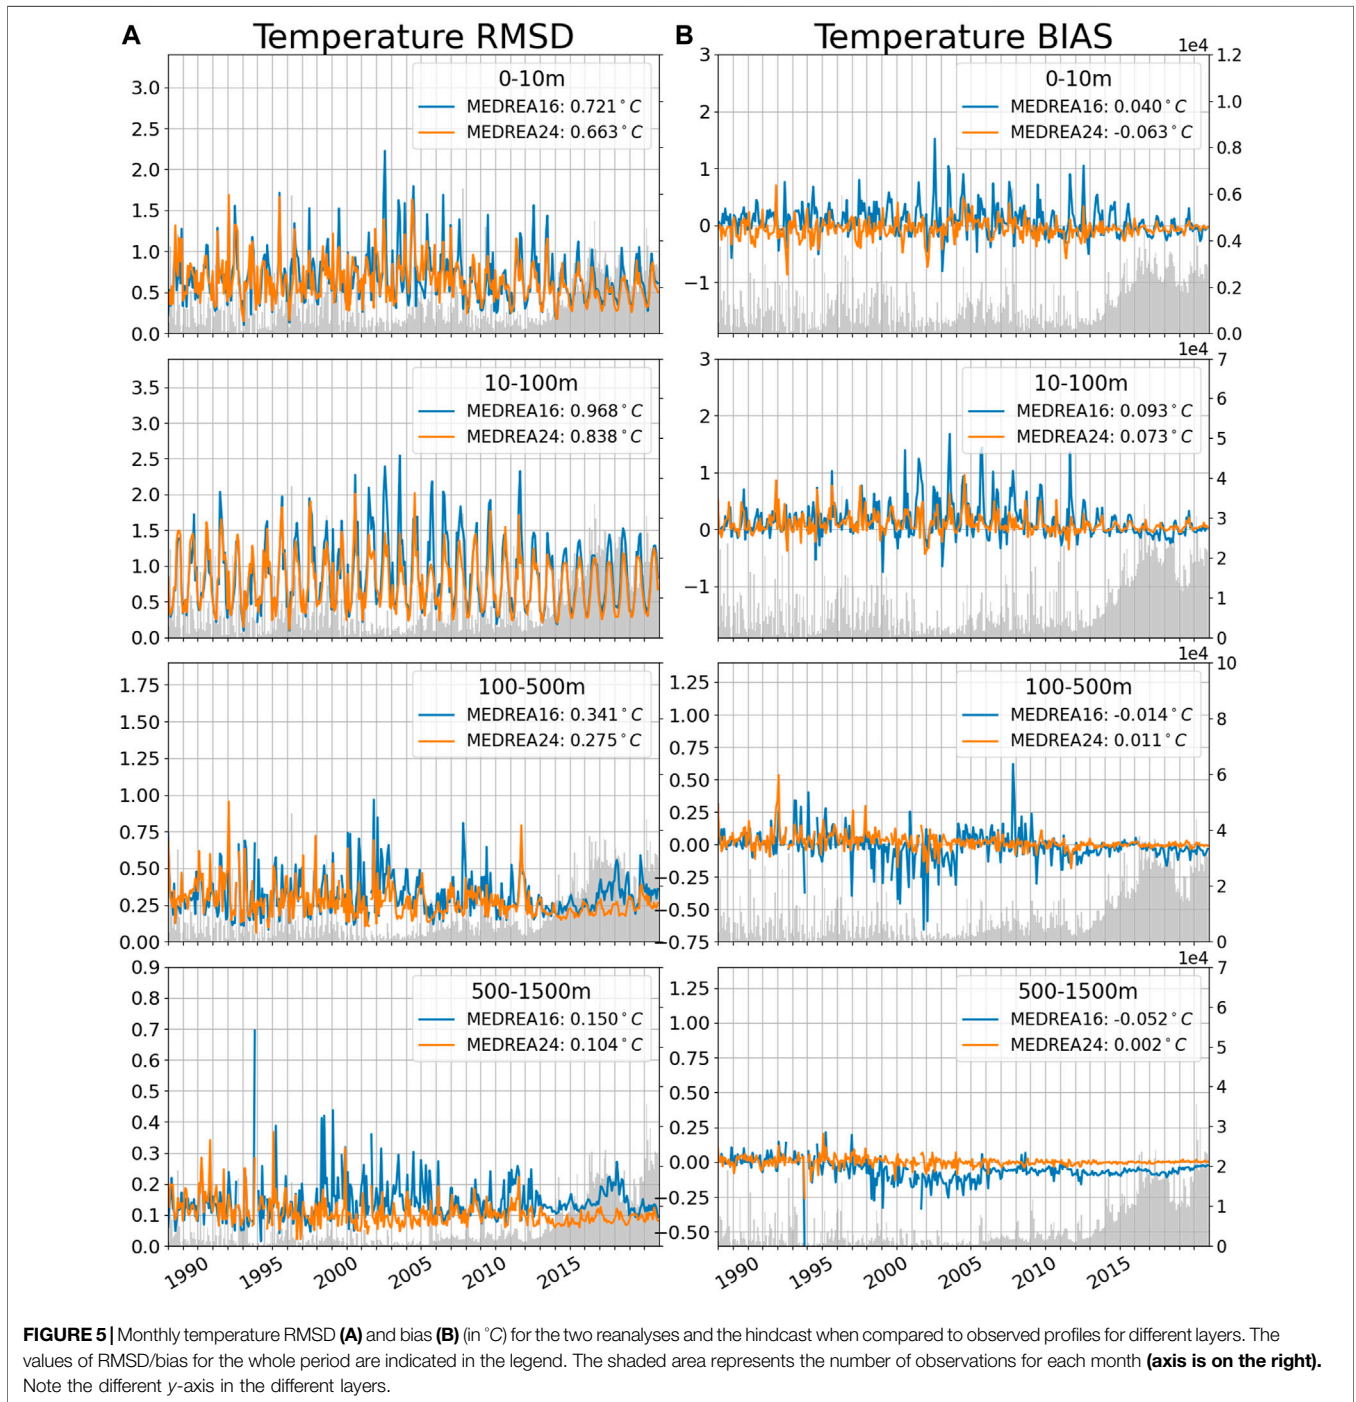 A Temperature RMSD
B Temperature BIAS
1e4
0-10m
MEDREA16: 0.721°C
MEDREA24: 0.663°C
3.0
2.5
2.0
1.5
1.0
0.5
0.0
0-10m
MEDREA16: 0.040°C
MEDREA24: -0.063°C
3
2
1
0
−1
1.2
1.0
0.8
0.6
0.4
0.2
0.0
10-100m
MEDREA16: 0.968°C
MEDREA24: 0.838°C
3.5
3.0
2.5
2.0
1.5
1.0
0.5
0.0
1e4
10-100m
MEDREA16: 0.093°C
MEDREA24: 0.073°C
3
2
1
0
−1
7
6
5
4
3
2
1
0
100-500m
MEDREA16: 0.341°C
MEDREA24: 0.275°C
1.75
1.50
1.25
1.00
0.75
0.50
0.25
0.00
1e4
100-500m
MEDREA16: -0.014°C
MEDREA24: 0.011°C
1.25
1.00
0.75
0.50
0.25
0.00
−0.25
−0.50
−0.75
10
8
6
4
2
0
500-1500m
MEDREA16: 0.150°C
MEDREA24: 0.104°C
0.9
0.8
0.7
0.6
0.5
0.4
0.3
0.2
0.1
0.0
1990 1995 2000 2005 2010 2015
1e4
500-1500m
MEDREA16: -0.052°C
MEDREA24: 0.002°C
1.25
1.00
0.75
0.50
0.25
0.00
−0.25
−0.50
7
6
5
4
3
2
1
0
1990 1995 2000 2005 2010 2015
FIGURE 5 | Monthly temperature RMSD (A) and bias (B) (in °C) for the two reanalyses and the hindcast when compared to observed profiles for different layers. The
values of RMSD/bias for the whole period are indicated in the legend. The shaded area represents the number of observations for each month (axis is on the right).
Note the different y-axis in the different layers.